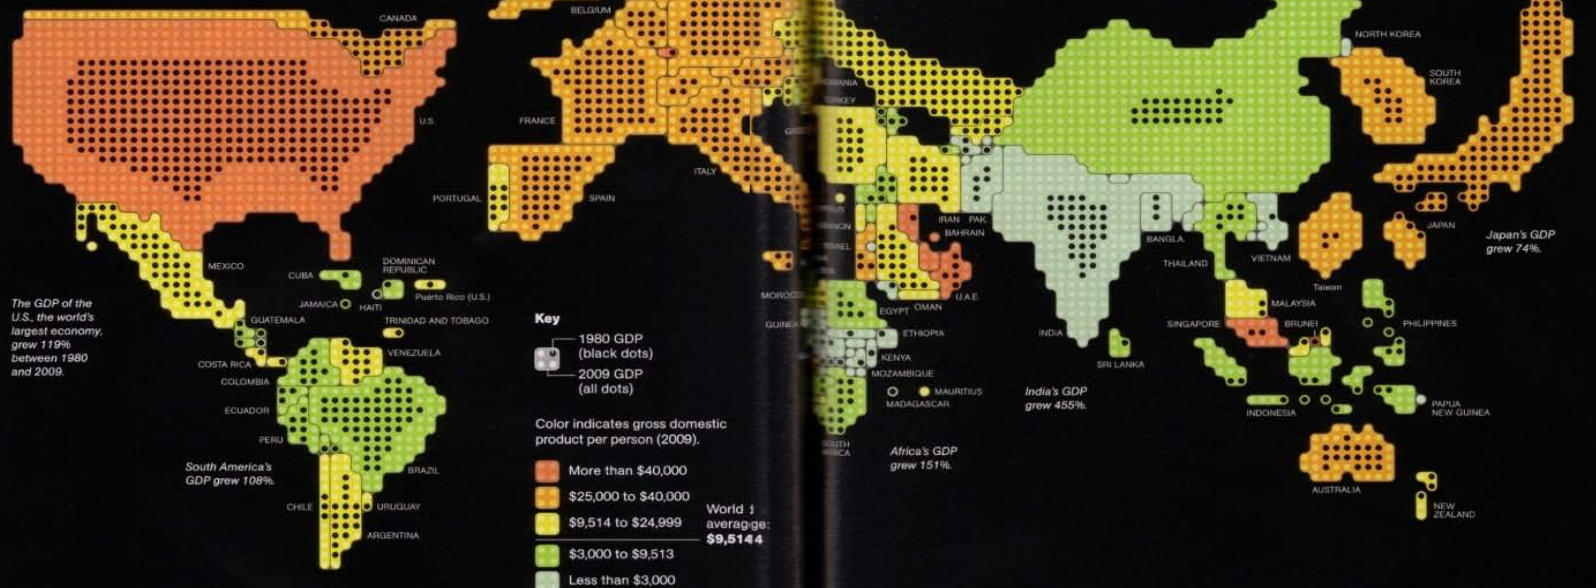 CANADA
BELGIUM
U.S.
FRANCE
ITALY
PORTUGAL
SPAIN
MEXICO
CUBA
DOMINICAN
REPUBLIC
JAMAICA
HAITI
Puerto Rico (U.S.)
GUATEMALA
TRINIDAD AND TOBAGO
COSTA RICA
VENEZUELA
COLOMBIA
ECUADOR
PERU
BRAZIL
CHILE
URUGUAY
ARGENTINA
The GDP of the
U.S., the world's
largest economy,
grew 119%
between 1980
and 2009.
South America's
GDP grew 108%.
Key
1980 GDP
(black dots)
2009 GDP
(all dots)
Color indicates gross domestic
product per person (2009).
More than $40,000
$25,000 to $40,000
$9,514 to $24,999
$3,000 to $9,513
Less than $3,000
World
average:
NORTH KOREA
SOUTH
KOREA
IRAN
PAK.
BAHRAIN
U.A.E.
OMAN
EGYPT
ETHIOPIA
KENYA
MOZAMBIQUE
MAURITIUS
MADAGASCAR
Africa's GDP
grew 151%.
INDIA
India's GDP
grew 455%.
BANGLA.
SRI LANKA
THAILAND
VIETNAM
Taiwan
JAPAN
Japan's GDP
grew 74%.
MALAYSIA
SINGAPORE
BRUNEI
PHILIPPINES
INDONESIA
PAPUA
NEW GUINEA
AUSTRALIA
NEW
ZEALAND